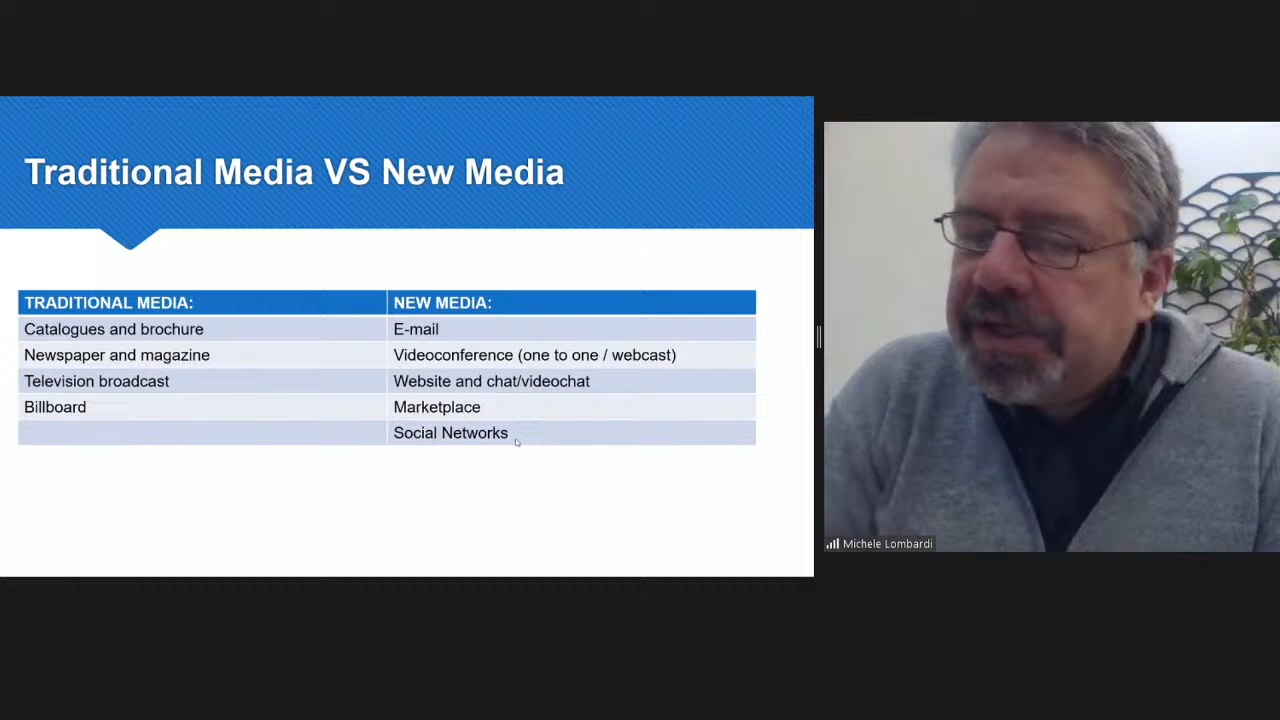 Traditional Media VS New Media
TRADITIONAL MEDIA: NEW MEDIA:
Catalogues and brochure E-mail
Newspaper and magazine Videoconference (one to one / webcast)
Television broadcast Website and chat/videochat
Billboard Marketplace
Social Networks
Michele Lombardi